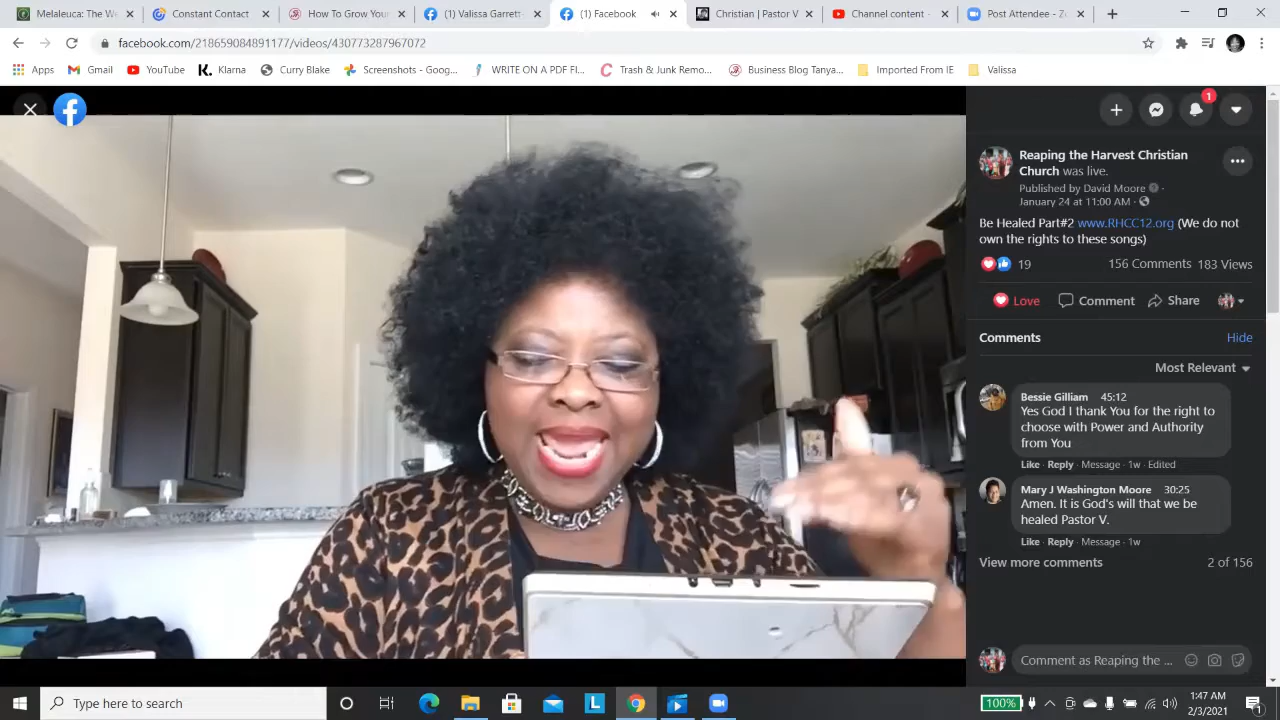 Melaleuca: The We
Constant Contact
How To Grow Your
(1) Valissa Garrett-
(1) Facebook
Christian | Pastor V
Channel content -
Post Attendee - Zo
facebook.com/218659084891177/videos/430773287967072
Apps
Gmail
YouTube
K.
Klarna
Curry Blake
Screenshots - Goog...
WRITE ON A PDF FI...
Trash & Junk Remo...
Business Blog Tanya...
Imported From IE
Valissa
1
Reaping the Harvest Christian
Church was live.
Published by David Moore
January 24 at 11:00 AM ·
Be Healed Part#2 www.RHCC12.org (We do not
own the rights to these songs)
19
156 Comments 183 Views
Love
Comment
Share
Comments
Hide
Most Relevant
Bessie Gilliam 45:12
Yes God I thank You for the right to
choose with Power and Authority
from You
Like · Reply · Message · 1w · Edited
Mary J Washington Moore 30:25
Amen. It is God's will that we be
healed Pastor V.
Like · Reply · Message · 1w
View more comments
2 of 156
Comment as Reaping the ...
Type here to search
L
100%
1:47 AM
2/3/2021
1